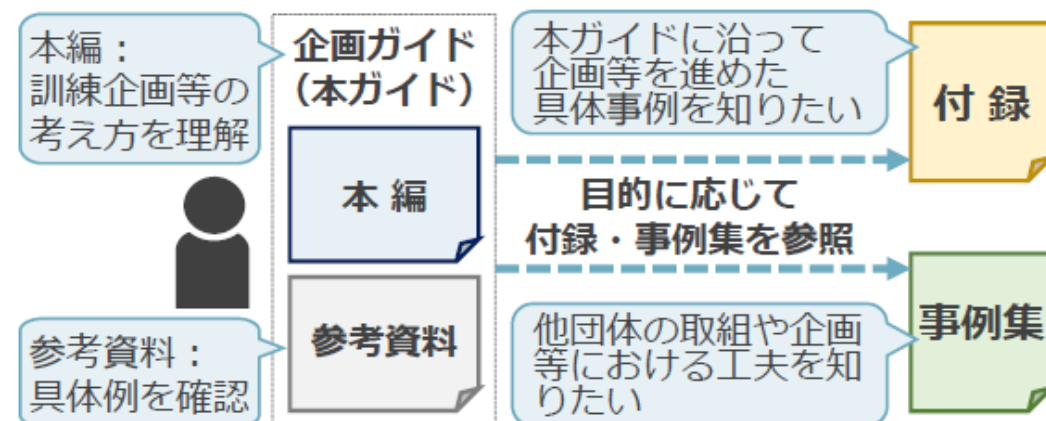 本編：
訓練企画等の
考え方を理解
企画ガイド
（本ガイド）
本 編
参考資料
参考資料：
具体例を確認
本ガイドに沿って
企画等を進めた
具体事例を知りたい
付 録
目的に応じて
付録・事例集を参照
他団体の取組や企画
等における工夫を知
りたい
事例集